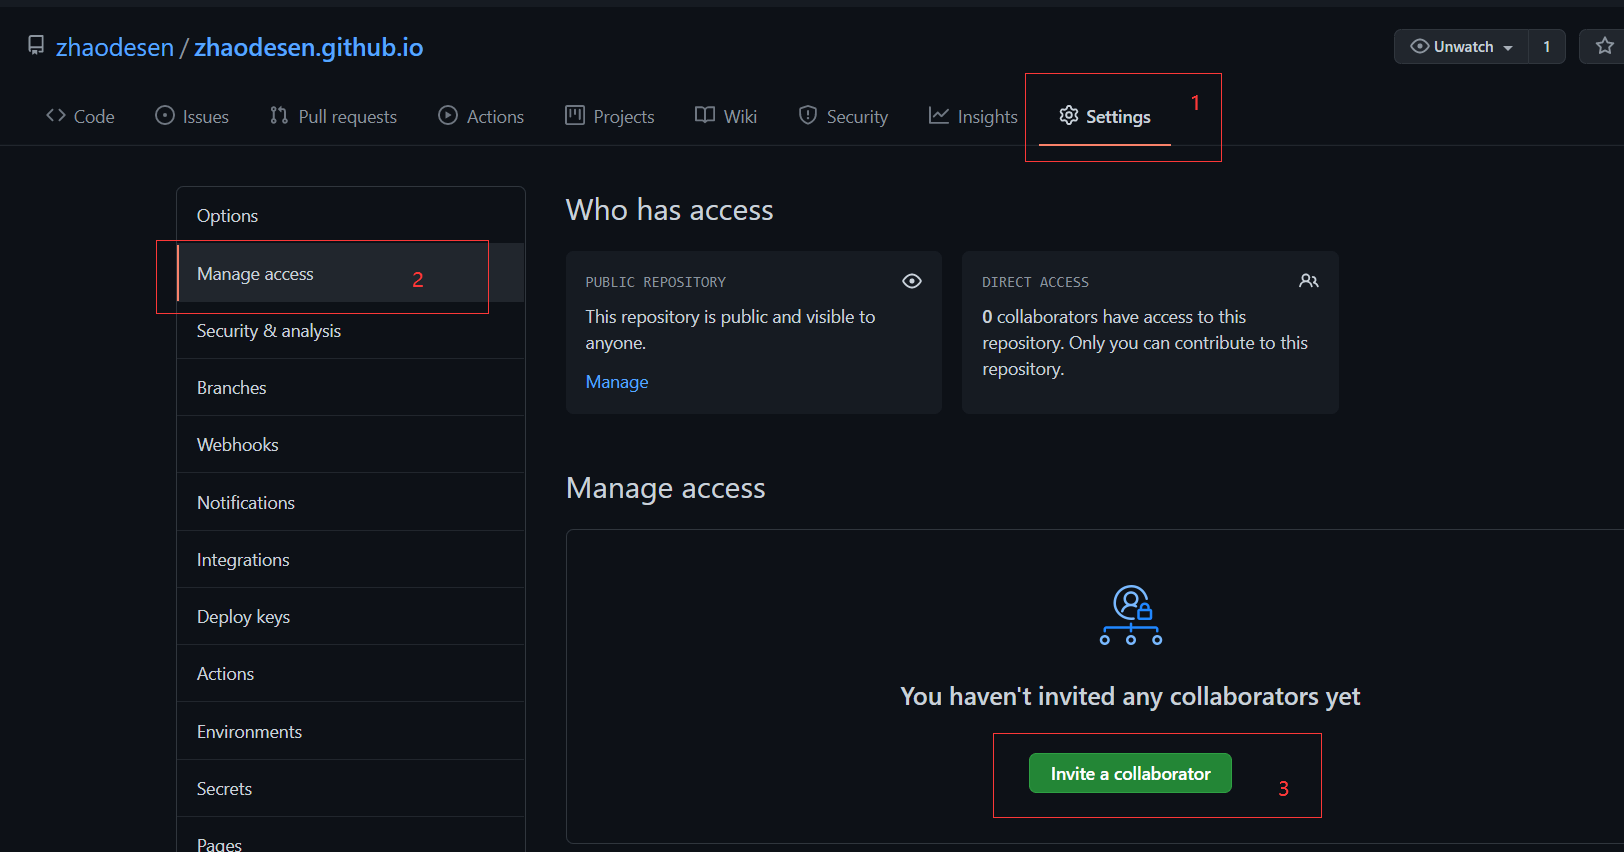 zhaodesen / zhaodesen.github.io
Unwatch 1
Code Issues Pull requests Actions Projects Wiki Security Insights Settings 1
Options
Manage access 2
Security & analysis
Branches
Webhooks
Notifications
Integrations
Deploy keys
Actions
Environments
Secrets
Pages
Who has access
PUBLIC REPOSITORY
This repository is public and visible to
anyone.
Manage
DIRECT ACCESS
0 collaborators have access to this
repository. Only you can contribute to this
repository.
Manage access
You haven't invited any collaborators yet
Invite a collaborator 3